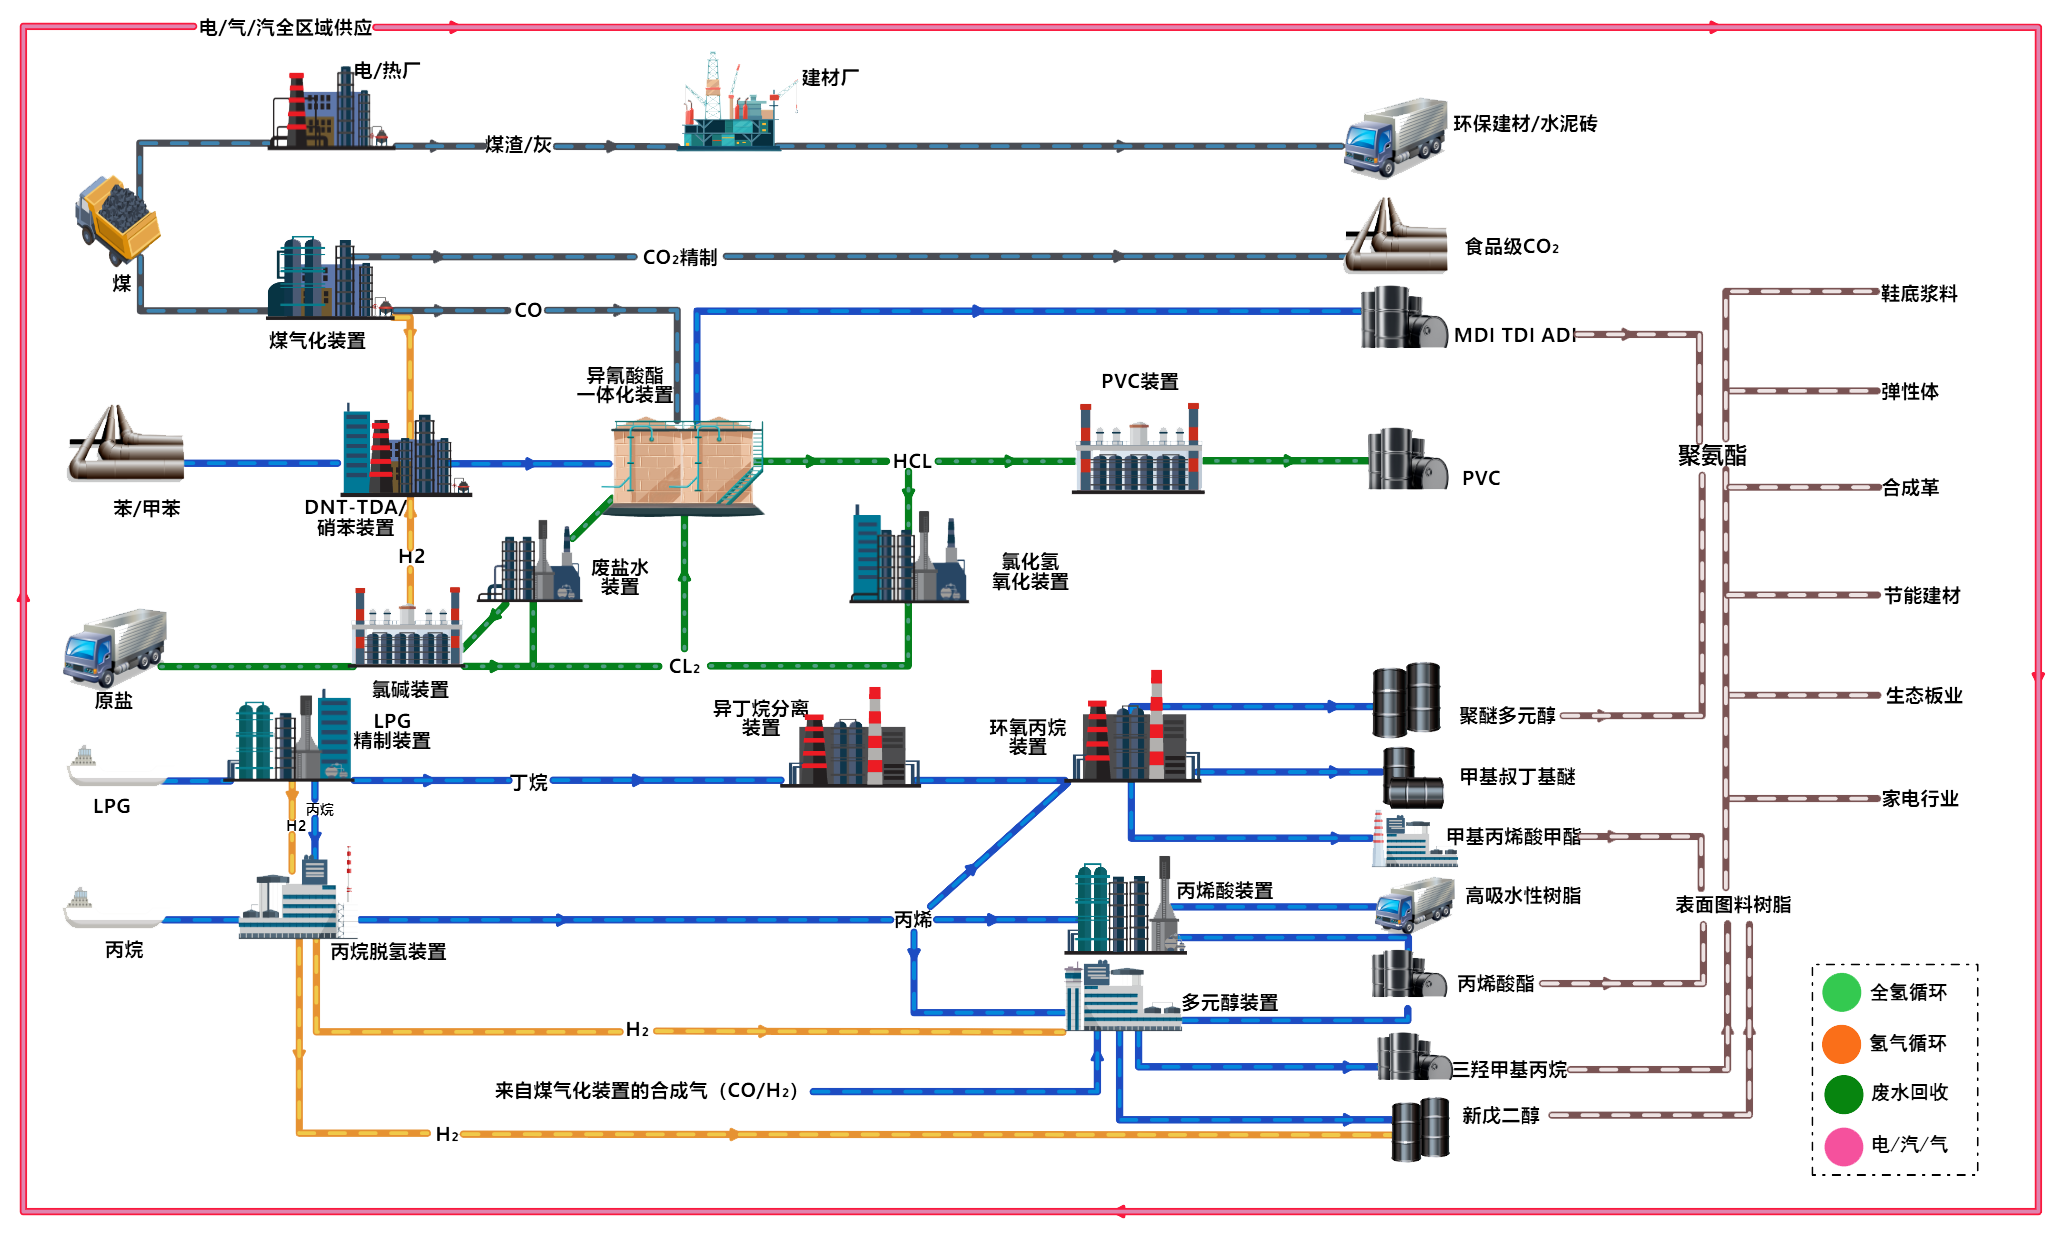 电/气/汽全区域供应
电/热厂
建材厂
煤渣/灰
环保建材/水泥砖
煤
CO₂精制
食品级CO₂
煤气化装置
CO
MDI TDI ADI
鞋底浆料
异氰酸酯
一体化装置
PVC装置
弹性体
聚氨酯
HCL
PVC
合成革
苯/甲苯
DNT-TDA/
硝苯装置
H2
废盐水
装置
氯化氢
氧化装置
节能建材
原盐
氯碱装置
CL₂
生态板业
LPG
精制装置
异丁烷分离
装置
环氧丙烷
装置
聚醚多元醇
LPG
丁烷
甲基叔丁基醚
家电行业
丙烷
H2
甲基丙烯酸甲酯
丙烯酸装置
高吸水性树脂
表面图料树脂
丙烷
丙烷脱氢装置
丙烯
丙烯酸酯
多元醇装置
H₂
三羟甲基丙烷
来自煤气化装置的合成气（CO/H₂）
新戊二醇
H₂
全氢循环
氢气循环
废水回收
电/汽/气